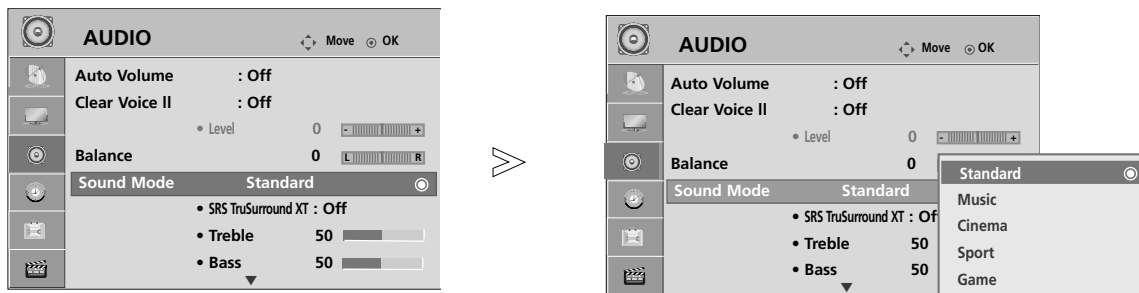 AUDIO
Move OK
Auto Volume : Off
Clear Voice ll : Off
• Level 0 - +
Balance 0 L R
Sound Mode Standard
• SRS TruSurround XT : Off
• Treble 50
• Bass 50
AUDIO
Move OK
Auto Volume : Off
Clear Voice ll : Off
• Level 0 - +
Balance 0
Sound Mode Standard
• SRS TruSurround XT : Of
• Treble 50
• Bass 50
Standard
Music
Cinema
Sport
Game